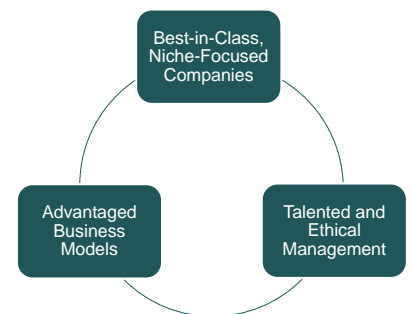 Best-in-Class,
Niche-Focused
Companies
Advantaged
Business
Models
Talented and
Ethical
Management